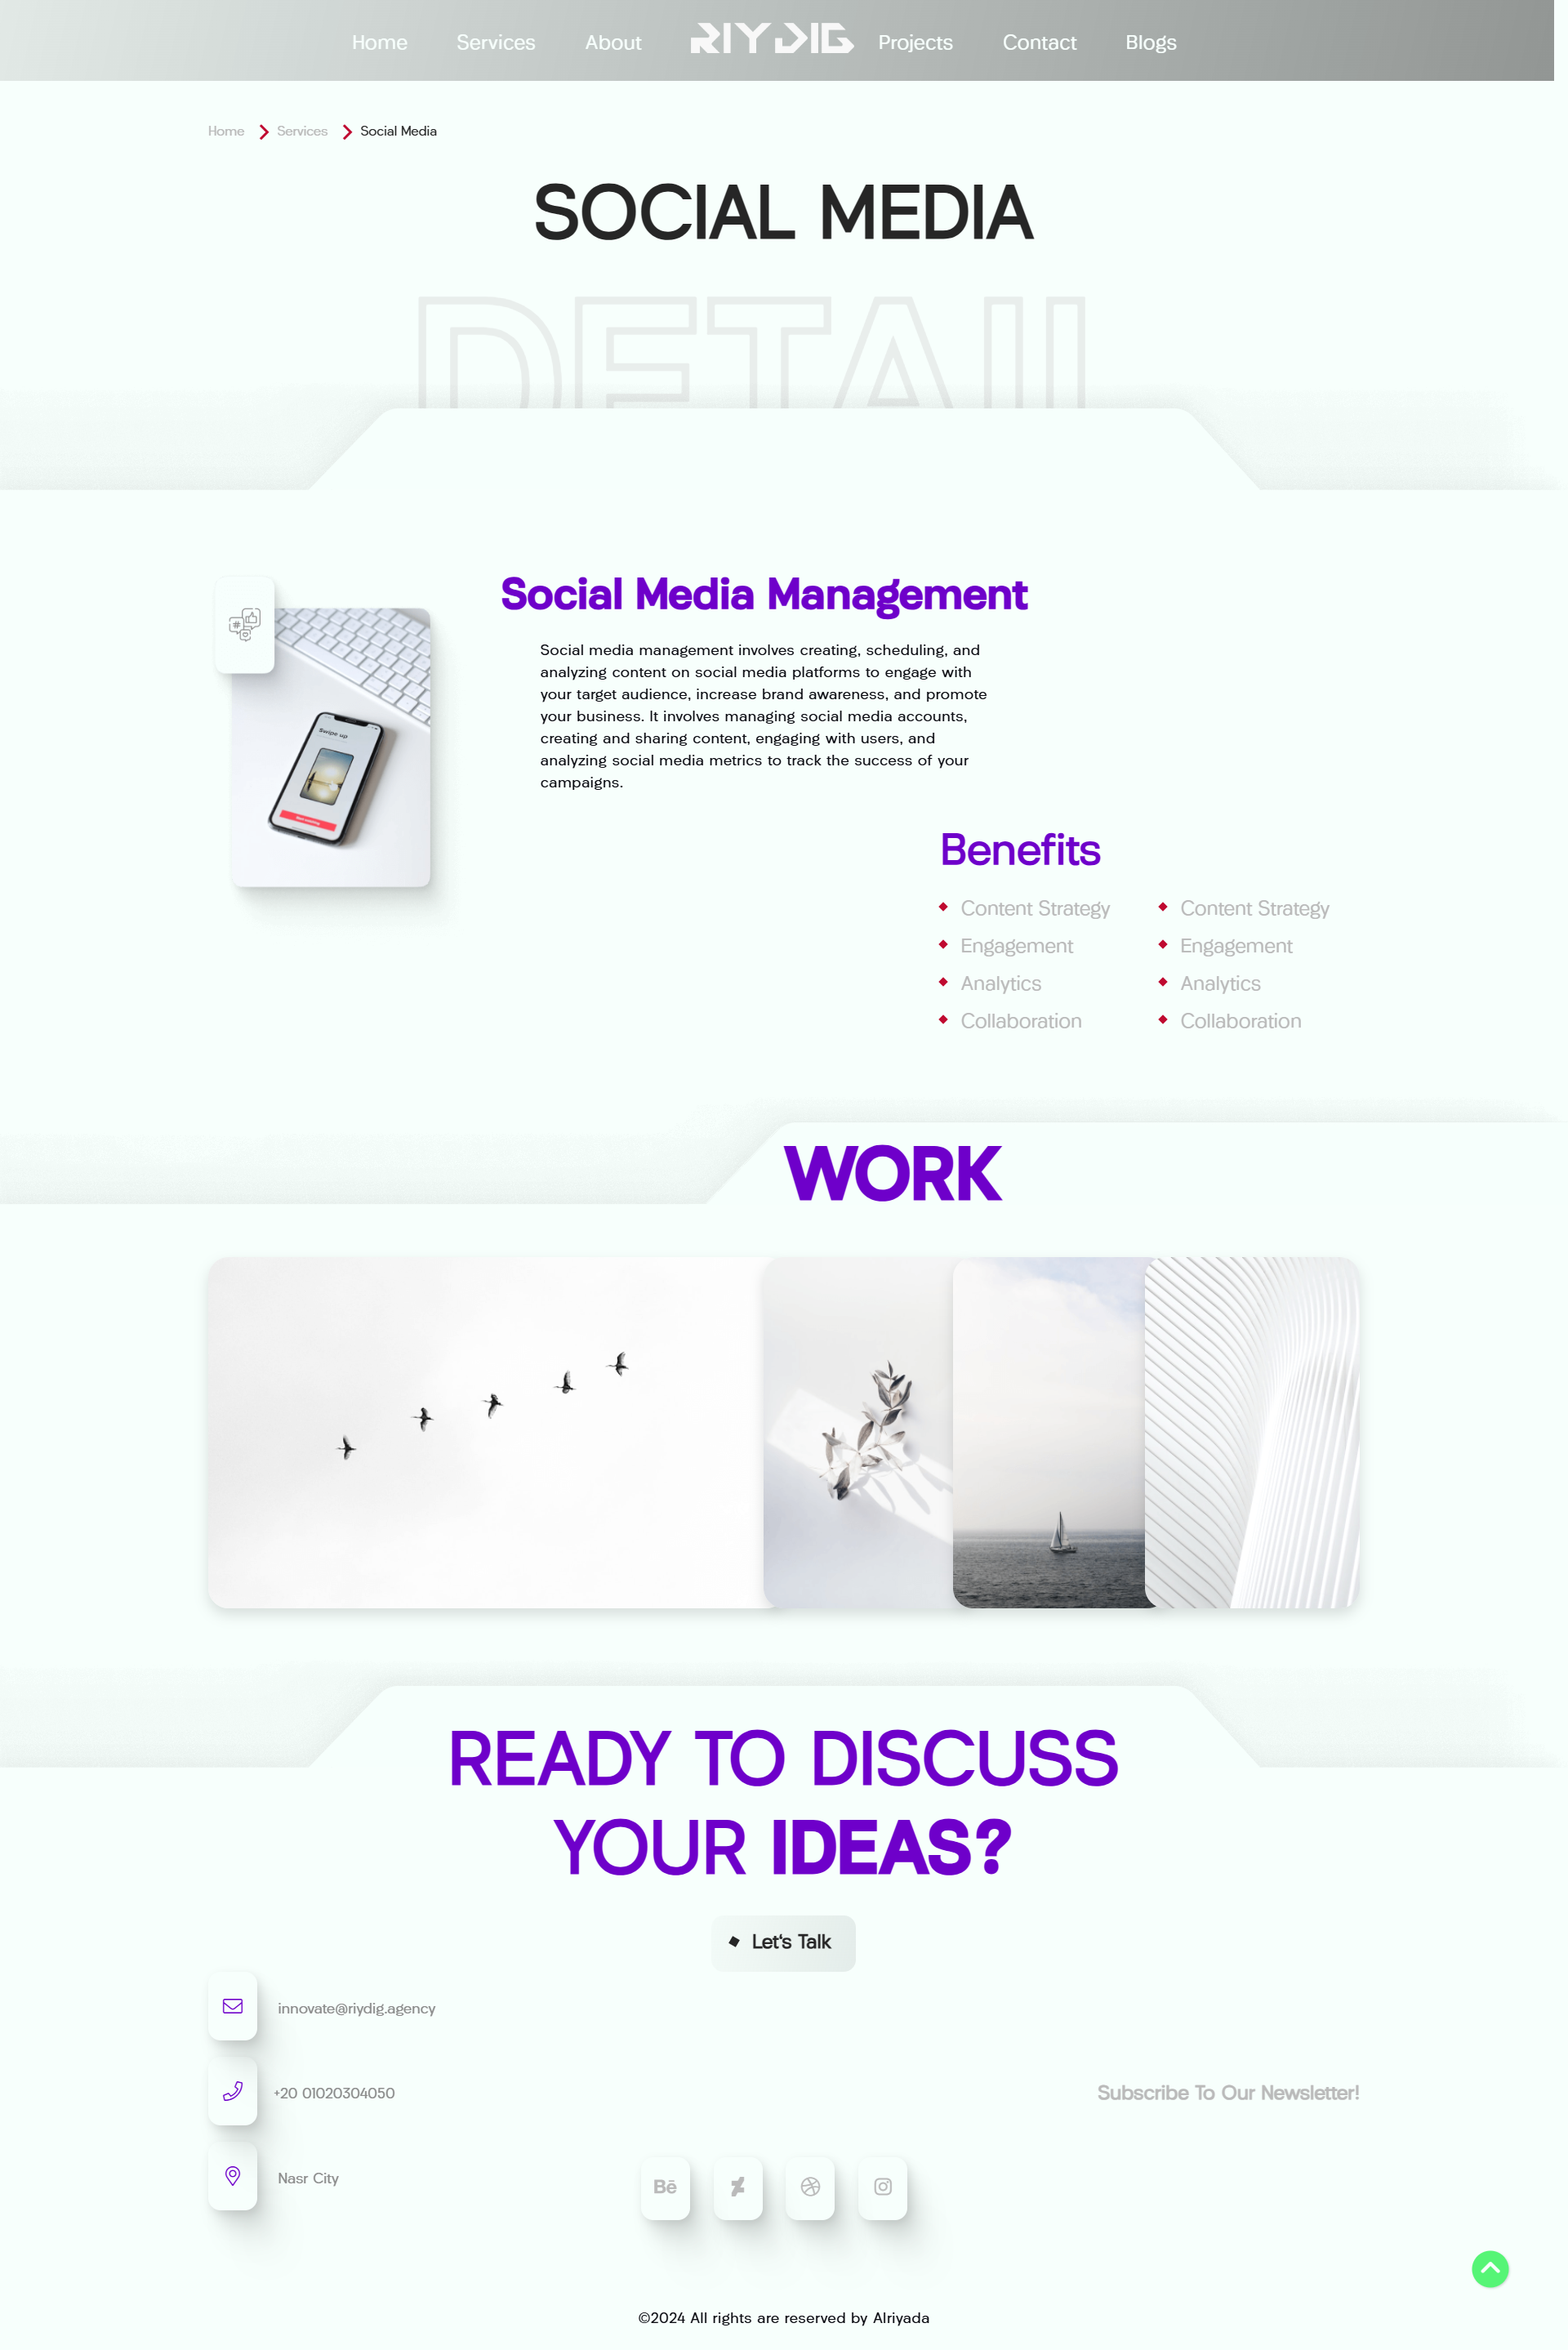 Home Services About RIYDIG Projects Contact Blogs
Home Services Social Media
SOCIAL MEDIA
DETAIL
Social Media Management
Social media management involves creating, scheduling, and
analyzing content on social media platforms to engage with
your target audience, increase brand awareness, and promote
your business. It involves managing social media accounts,
creating and sharing content, engaging with users, and
analyzing social media metrics to track the success of your
campaigns.
Swipe up
Benefits
Content Strategy
Engagement
Analytics
Collaboration
Content Strategy
Engagement
Analytics
Collaboration
WORK
READY TO DISCUSS
YOUR IDEAS?
Let's Talk
innovate@riydig.agency
+20 01020304050
Nasr City
Subscribe To Our Newsletter!
Bē
©2024 All rights are reserved by Alriyada